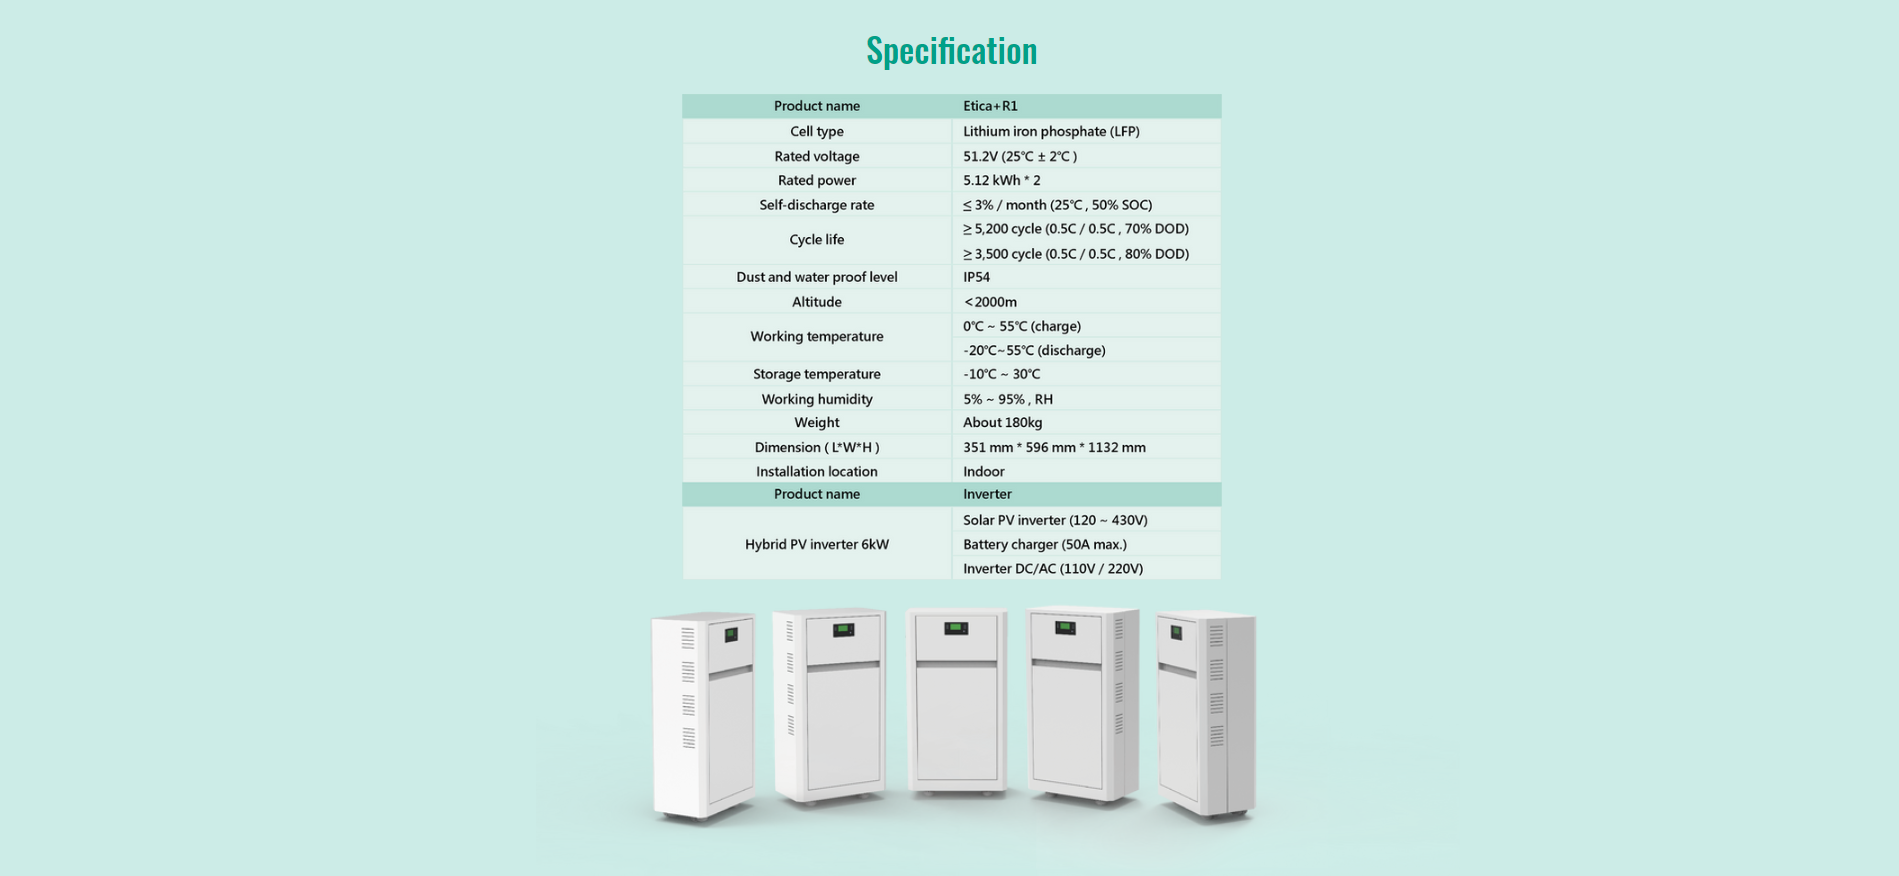 Specification
Product name Etica+R1
Cell type Lithium iron phosphate (LFP)
Rated voltage 51.2V (25℃ ± 2℃ )
Rated power 5.12 kWh * 2
Self-discharge rate ≤ 3% / month (25℃ , 50% SOC)
Cycle life ≥ 5,200 cycle (0.5C / 0.5C , 70% DOD)
≥ 3,500 cycle (0.5C / 0.5C , 80% DOD)
Dust and water proof level IP54
Altitude <2000m
Working temperature 0℃ ~ 55℃ (charge)
-20℃~55℃ (discharge)
Storage temperature -10℃ ~ 30℃
Working humidity 5% ~ 95% , RH
Weight About 180kg
Dimension ( L*W*H ) 351 mm * 596 mm * 1132 mm
Installation location Indoor
Product name Inverter
Hybrid PV inverter 6kW Solar PV inverter (120 ~ 430V)
Battery charger (50A max.)
Inverter DC/AC (110V / 220V)